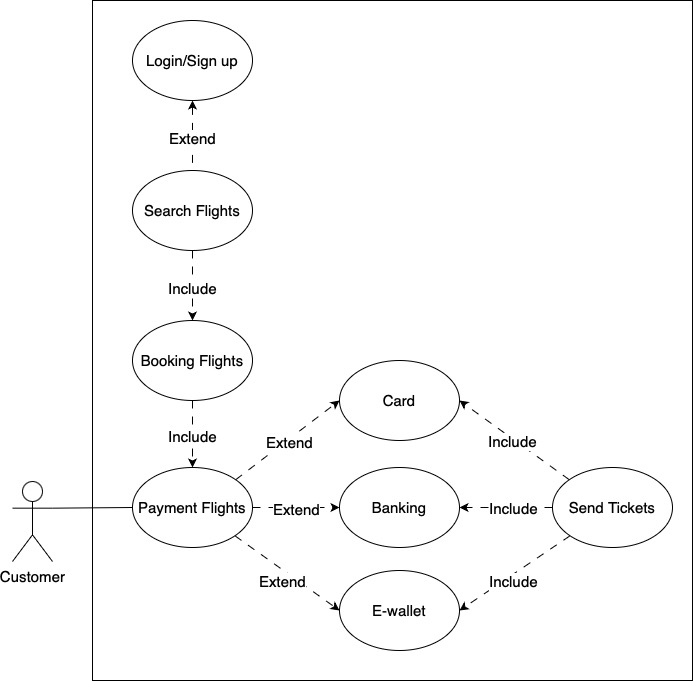 Login/Sign up
Extend
Search Flights
Include
Booking Flights
Include
Card
Extend
Include
Payment Flights
Extend
Banking
Include
Send Tickets
Customer
Extend
E-wallet
Include